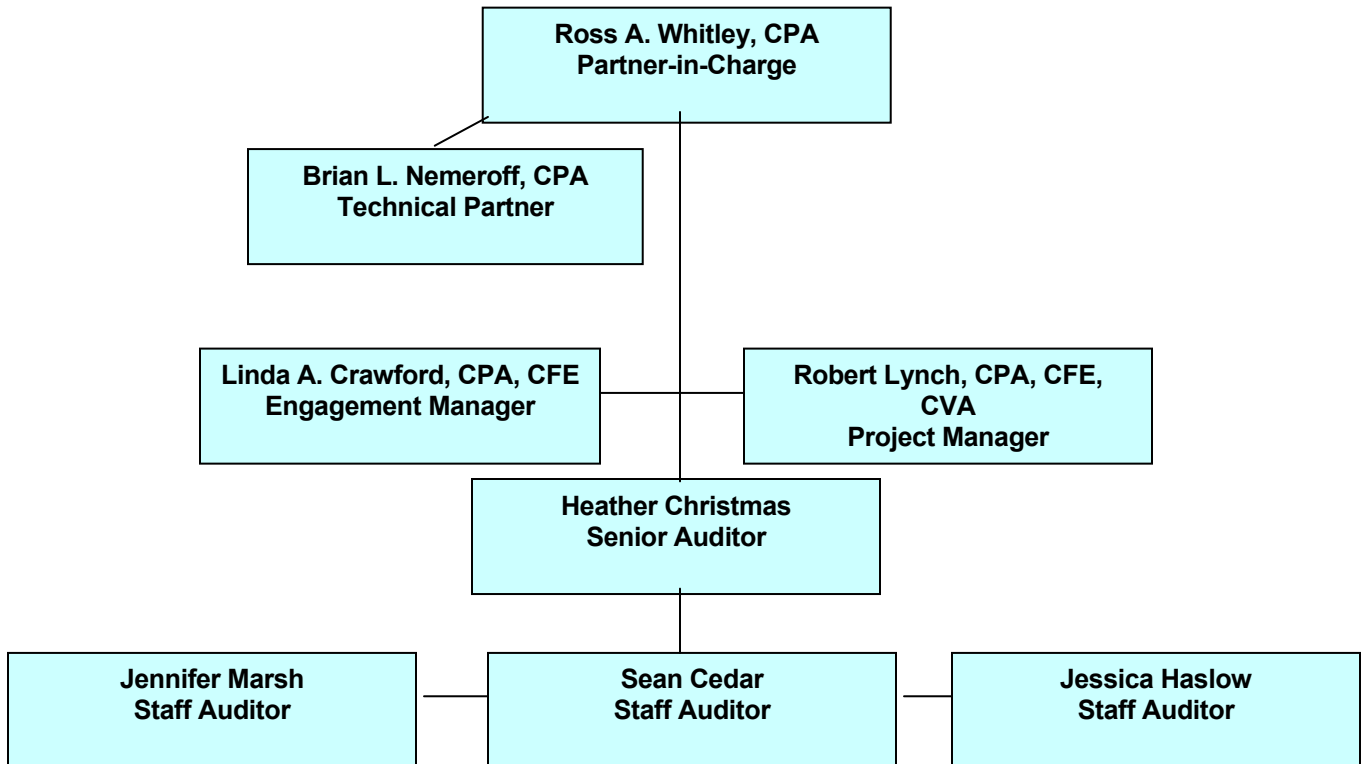 Ross A. Whitley, CPA
Partner-in-Charge
Brian L. Nemeroff, CPA
Technical Partner
Linda A. Crawford, CPA, CFE
Engagement Manager
Robert Lynch, CPA, CFE,
CVA
Project Manager
Heather Christmas
Senior Auditor
Jennifer Marsh
Staff Auditor
Sean Cedar
Staff Auditor
Jessica Haslow
Staff Auditor